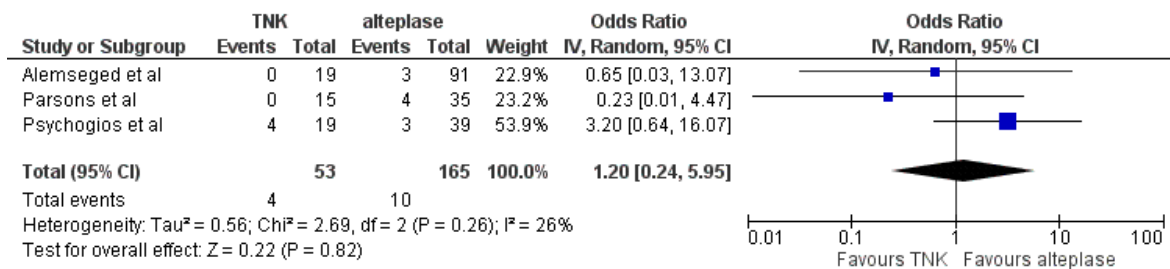 TNK alteplase Odds Ratio Odds Ratio
Study or Subgroup Events Total Events Total Weight IV, Random, 95% CI IV, Random, 95% CI
Alemseged et al 0 19 3 91 22.9% 0.65 [0.03, 13.07]
Parsons et al 0 15 4 35 23.2% 0.23 [0.01, 4.47]
Psychogios et al 4 19 3 39 53.9% 3.20 [0.64, 16.07]
Total (95% CI) 53 165 100.0% 1.20 [0.24, 5.95]
Total events 4 10
Heterogeneity: Tau² = 0.56; Chi² = 2.69, df = 2 (P = 0.26); I² = 26%
Test for overall effect: Z = 0.22 (P = 0.82)
0.01 0.1 1 10 100
Favours TNK Favours alteplase